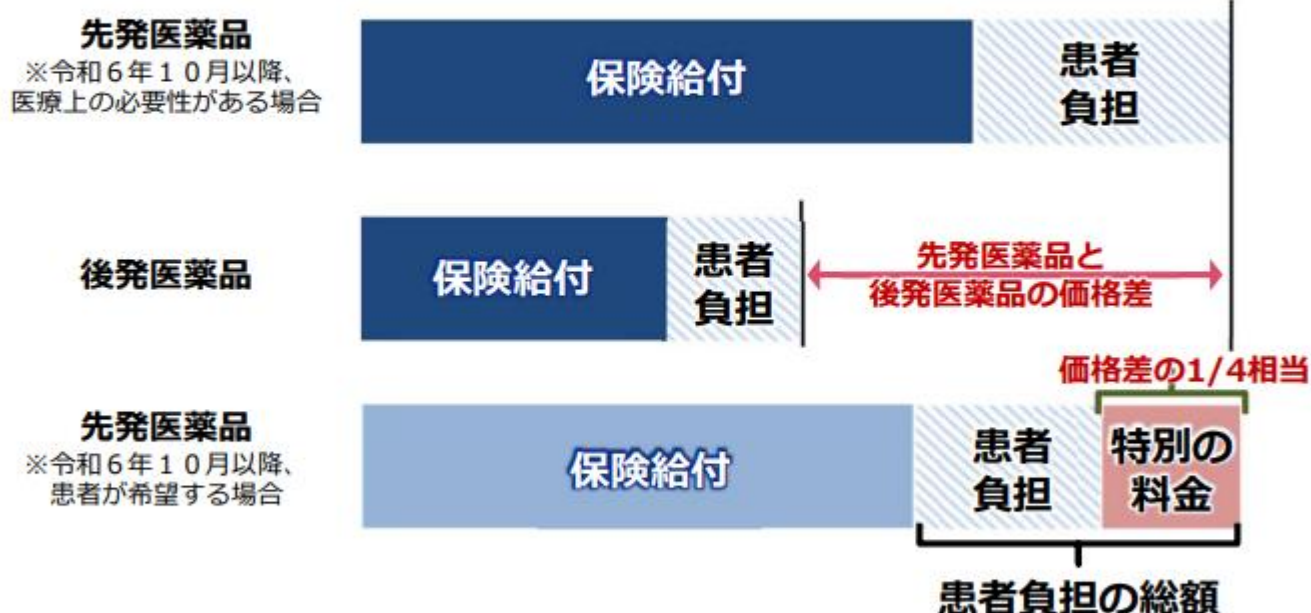 先発医薬品
※令和6年10月以降、
医療上の必要性がある場合
保険給付
患者
負担
後発医薬品
保険給付
患者
負担
先発医薬品と
後発医薬品の価格差
価格差の1/4相当
先発医薬品
※令和6年10月以降、
患者が希望する場合
保険給付
患者
負担
特別の
料金
患者負担の総額